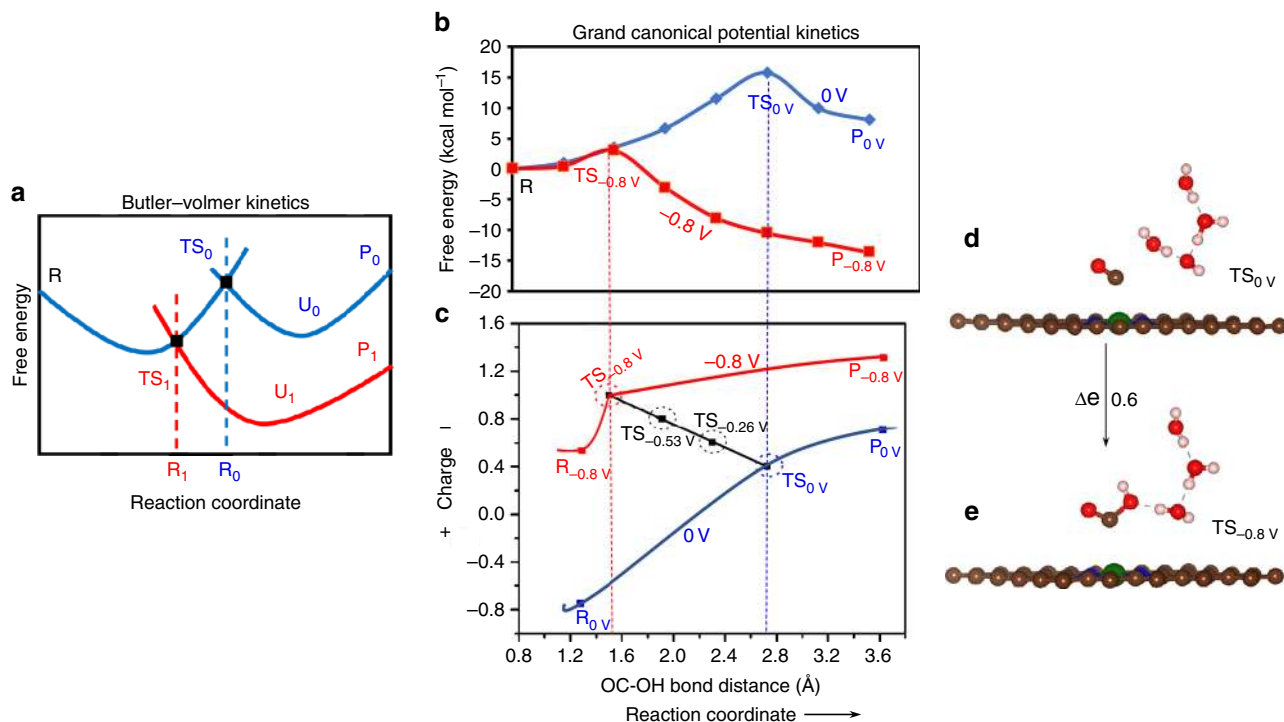 a
Butler–volmer kinetics
Free energy
R
TS0
P0
U0
TS1
U1
P1
R1
R0
Reaction coordinate
b
Grand canonical potential kinetics
Free energy (kcal mol−1)
20
15
10
5
0
−5
−10
−15
−20
R
TS−0.8 V
TS0 V
0 V
P0 V
−0.8 V
P−0.8 V
c
+ Charge −
1.6
1.2
0.8
0.4
0.0
−0.4
−0.8
TS−0.8 V
−0.8 V
P−0.8 V
R−0.8 V
TS−0.53 V
TS−0.26 V
P0 V
TS0 V
0 V
R0 V
0.8 1.2 1.6 2.0 2.4 2.8 3.2 3.6
OC-OH bond distance (Å)
Reaction coordinate
d
TS0 V
Δe 0.6
e
TS−0.8 V